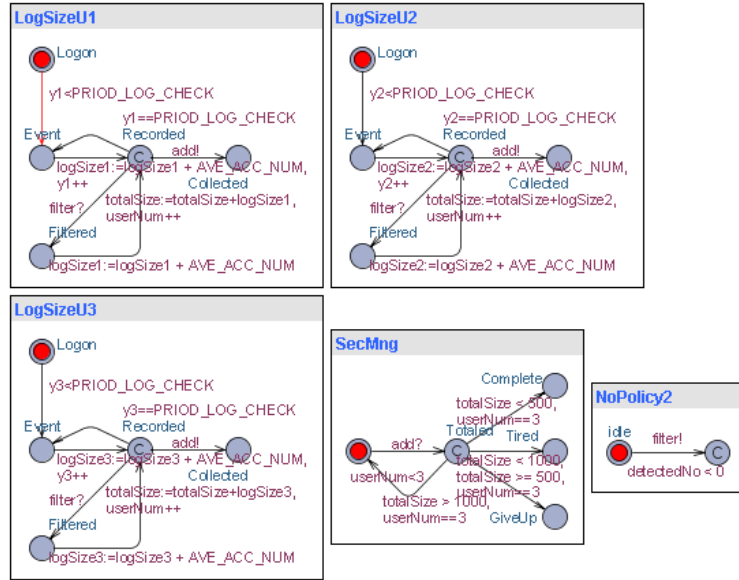 LogSizeU1
Logon
y1<PRIOD_LOG_CHECK
y1==PRIOD_LOG_CHECK
Event
Recorded
C
add!
logSize1:=logSize1 + AVE_ACC_NUM,
y1++
Collected
filter?
totalSize:=totalSize+logSize1,
userNum++
Filtered
logSize1:=logSize1 + AVE_ACC_NUM
LogSizeU2
Logon
y2<PRIOD_LOG_CHECK
y2==PRIOD_LOG_CHECK
Event
Recorded
C
add!
logSize2:=logSize2 + AVE_ACC_NUM,
y2++
Collected
filter?
totalSize:=totalSize+logSize2,
userNum++
Filtered
logSize2:=logSize2 + AVE_ACC_NUM
LogSizeU3
Logon
y3<PRIOD_LOG_CHECK
y3==PRIOD_LOG_CHECK
Event
Recorded
C
add!
logSize3:=logSize3 + AVE_ACC_NUM,
y3++
Collected
filter?
totalSize:=totalSize+logSize3,
userNum++
Filtered
logSize3:=logSize3 + AVE_ACC_NUM
SecMng
Complete
totalSize < 500,
userNum==3
Totaled
add?
C
Tired
totalSize < 1000,
totalSize >= 500,
userNum==3
userNum<3
totalSize > 1000,
userNum==3
GiveUp
NoPolicy2
idle
filter!
C
detectedNo < 0